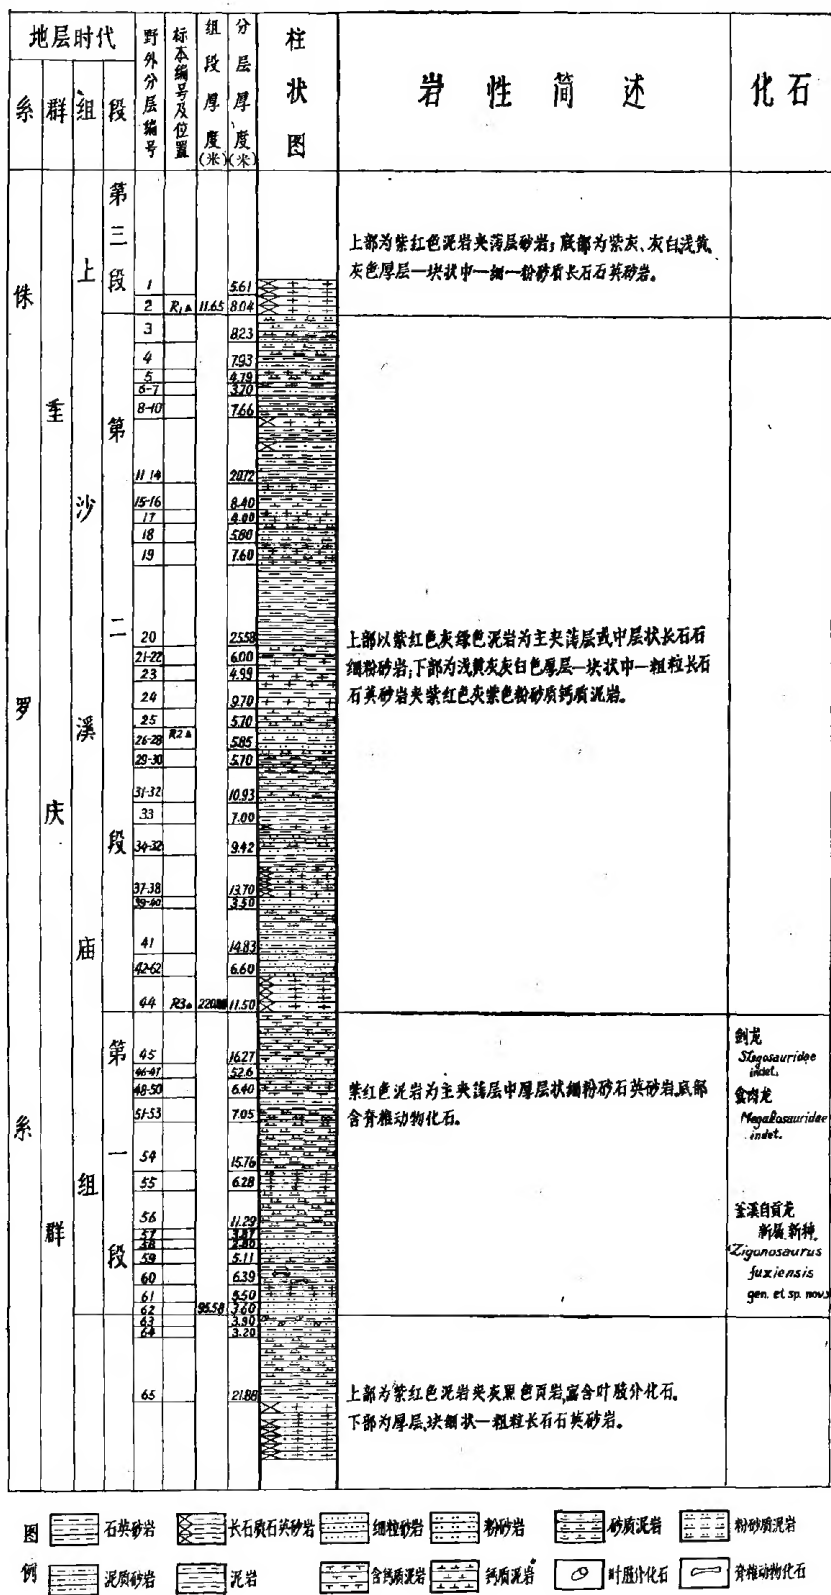 地层时代
系 群 组 段
野外分层编号
标本编号及位置
组段厚度(米)
分层厚度(米)
柱状图
岩性简述
化石
侏罗系
重庆群
上沙溪庙组
第三段
1 5.61
2 R1 11.65 8.04
上部为紫红色泥岩夹薄层砂岩；底部为紫灰、灰白浅黄、
灰色厚层—块状中—细—粉砂质长石石英砂岩。
第二段
3 8.23
4 7.93
5 4.79
6-7 3.70
8-10 7.66
11-14 20.72
15-16 8.40
17 4.00
18 5.80
19 7.60
20 25.58
21-22 6.00
23 4.99
24 9.70
25 5.70
26-28 R2 5.85
29-30 5.70
31-32 10.93
33 7.00
34-32 9.42
37-38 13.70
39-40 3.50
41 14.83
42-62 6.60
44 R3 11.50
上部以紫红色灰绿色泥岩为主夹薄层或中层状长石石
细粉砂岩；下部为浅黄灰灰白色厚层—块状中—粗粒长石
石英砂岩夹紫红色灰紫色粉砂质钙质泥岩。
第一段
45 16.27
46-47 52.6
48-50 6.40
51-53 7.05
54 15.76
55 6.28
56 11.29
57 3.87
58 2.80
59 5.11
60 6.39
61 6.50
62 95.58 3.60
紫红色泥岩为主夹薄层中厚层状细粉砂石英砂岩，底部
含脊椎动物化石。
剑龙
Stegosauridae
indet.
食肉龙
Megalosauridae
indet.
釜溪自贡龙
新属、新种.
Zigonosaurus
fuxiensis
gen. et sp. nov.
63 3.90
64 3.20
65 21.88
上部为紫红色泥岩夹灰黑色页岩，富含叶肢介化石。
下部为厚层、块细状—粗粒长石石英砂岩。
图例
石英砂岩 长石质石英砂岩 细粒砂岩 粉砂岩 砂质泥岩 粉砂质泥岩
泥质砂岩 泥岩 含钙质泥岩 钙质泥岩 叶肢介化石 脊椎动物化石